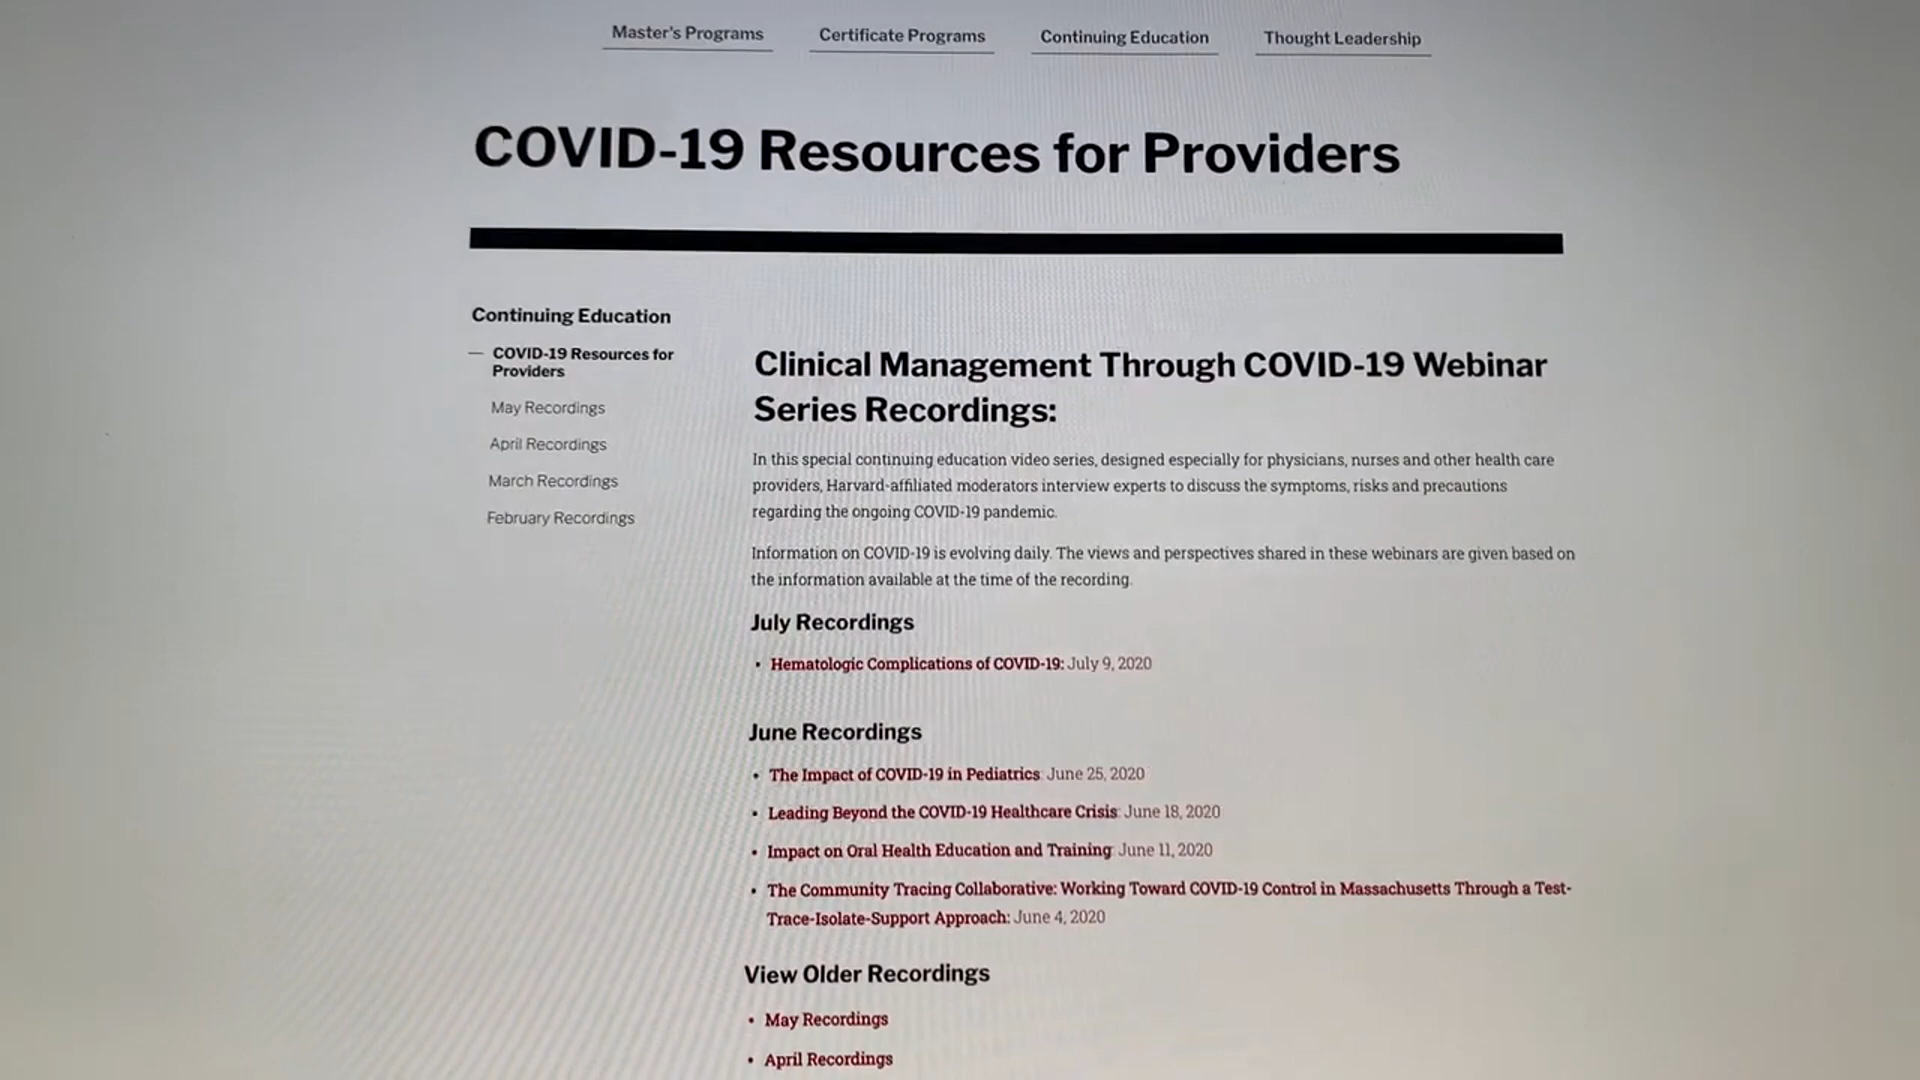 Master's Programs
Certificate Programs
Continuing Education
Thought Leadership
COVID-19 Resources for Providers
Continuing Education
— COVID-19 Resources for
Providers
May Recordings
April Recordings
March Recordings
February Recordings
Clinical Management Through COVID-19 Webinar
Series Recordings:
In this special continuing education video series, designed especially for physicians, nurses and other health care
providers, Harvard-affiliated moderators interview experts to discuss the symptoms, risks and precautions
regarding the ongoing COVID-19 pandemic.
Information on COVID-19 is evolving daily. The views and perspectives shared in these webinars are given based on
the information available at the time of the recording.
July Recordings
• Hematologic Complications of COVID-19: July 9, 2020
June Recordings
• The Impact of COVID-19 in Pediatrics: June 25, 2020
• Leading Beyond the COVID-19 Healthcare Crisis: June 18, 2020
• Impact on Oral Health Education and Training: June 11, 2020
• The Community Tracing Collaborative: Working Toward COVID-19 Control in Massachusetts Through a Test-
Trace-Isolate-Support Approach: June 4, 2020
View Older Recordings
• May Recordings
• April Recordings